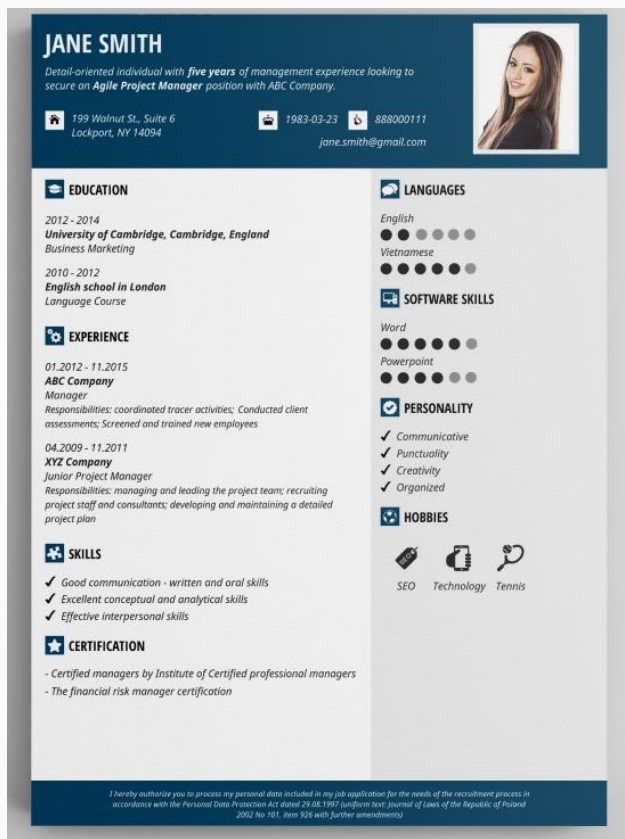 JANE SMITH
Detail-oriented individual with five years of management experience looking to
secure an Agile Project Manager position with ABC Company.
199 Walnut St., Suite 6
Lockport, NY 14094
1983-03-23
888000111
jane.smith@gmail.com
EDUCATION
2012 - 2014
University of Cambridge, Cambridge, England
Business Marketing
2010 - 2012
English school in London
Language Course
EXPERIENCE
01.2012 - 11.2015
ABC Company
Manager
Responsibilities: coordinated tracer activities; Conducted client
assessments; Screened and trained new employees
04.2009 - 11.2011
XYZ Company
Junior Project Manager
Responsibilities: managing and leading the project team; recruiting
project staff and consultants; developing and maintaining a detailed
project plan
SKILLS
Good communication - written and oral skills
Excellent conceptual and analytical skills
Effective interpersonal skills
CERTIFICATION
- Certified managers by Institute of Certified professional managers
- The financial risk manager certification
LANGUAGES
English
Vietnamese
SOFTWARE SKILLS
Word
Powerpoint
PERSONALITY
Communicative
Punctuality
Creativity
Organized
HOBBIES
SEO
SEO
Technology
Tennis
I hereby authorize you to process my personal data included in my job application for the needs of the recruitment process in
accordance with the Personal Data Protection Act dated 29.08.1997 (uniform text: Journal of Laws of the Republic of Poland
2002 No 101, item 926 with further amendments)